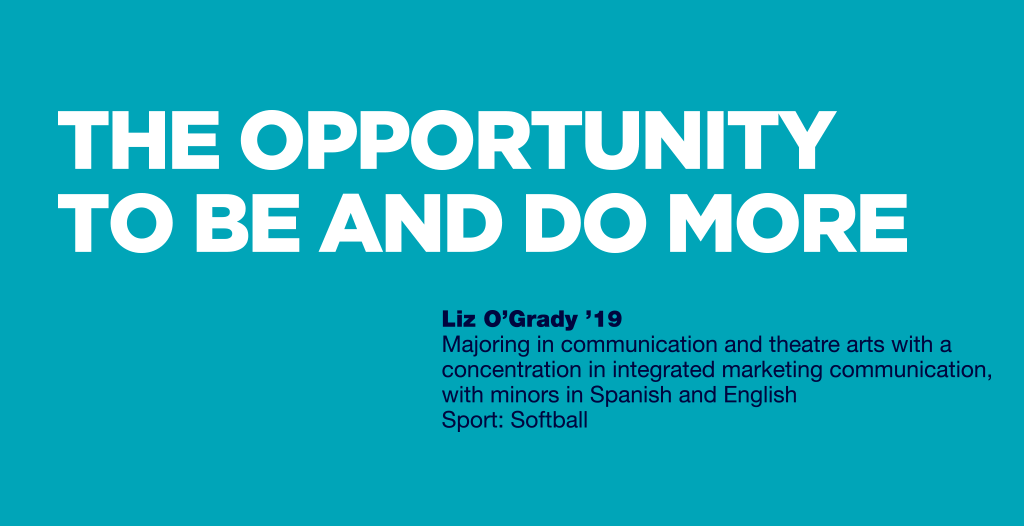 THE OPPORTUNITY
TO BE AND DO MORE
Liz O’Grady ’19
Majoring in communication and theatre arts with a
concentration in integrated marketing communication,
with minors in Spanish and English
Sport: Softball